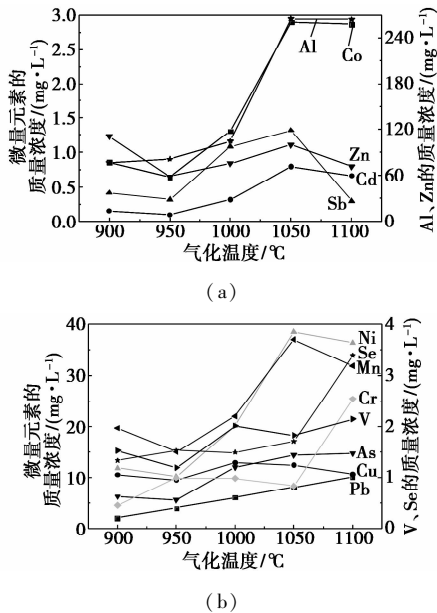 微量元素的
质量浓度/(mg·L⁻¹)
3.0
2.5
2.0
1.5
1.0
0.5
0.0
Al
Co
Zn
Cd
Sb
240
180
120
60
0
Al、Zn的质量浓度/(mg·L⁻¹)
900 950 1000 1050 1100
气化温度/℃
(a)
微量元素的
质量浓度/(mg·L⁻¹)
40
30
20
10
0
Ni
Se
Mn
Cr
V
As
Cu
Pb
4
3
2
1
0
V、Se的质量浓度/(mg·L⁻¹)
900 950 1000 1050 1100
气化温度/℃
(b)